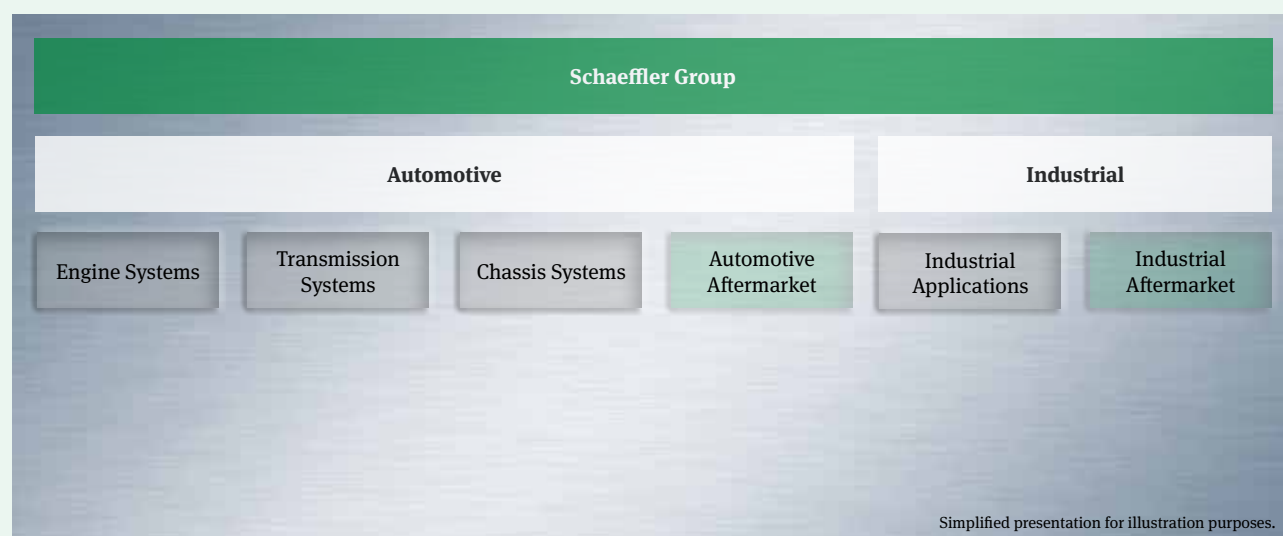 Schaeffler Group
Automotive
Industrial
Engine Systems
Transmission
Systems
Chassis Systems
Automotive
Aftermarket
Industrial
Applications
Industrial
Aftermarket
Simplified presentation for illustration purposes.